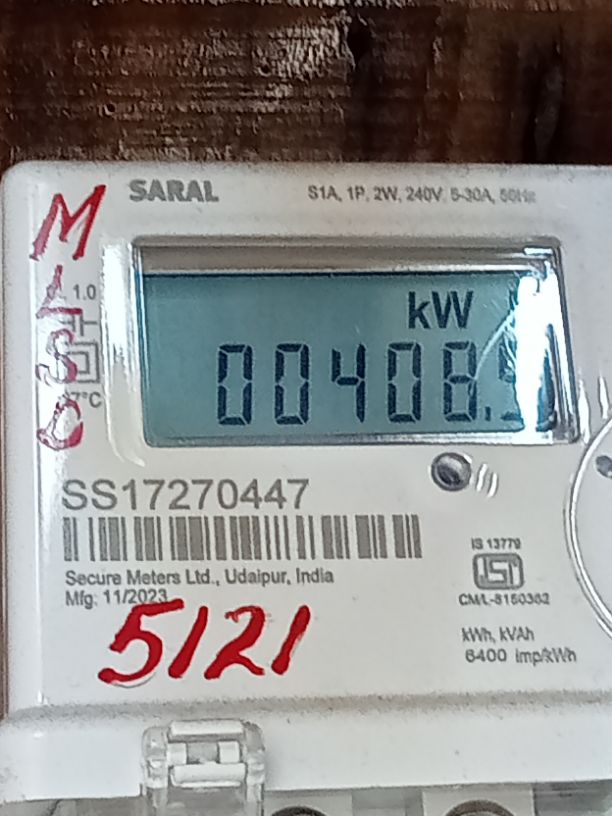 SARAL
S1A, 1P, 2W, 240V, 5-30A, 50Hz
M
1.0
kW
00408.
SS17270447
IS 13779
Secure Meters Ltd., Udaipur, India
Mfg: 11/2023
CM/L-8150352
5121
kWh, kVAh
6400 imp/kWh